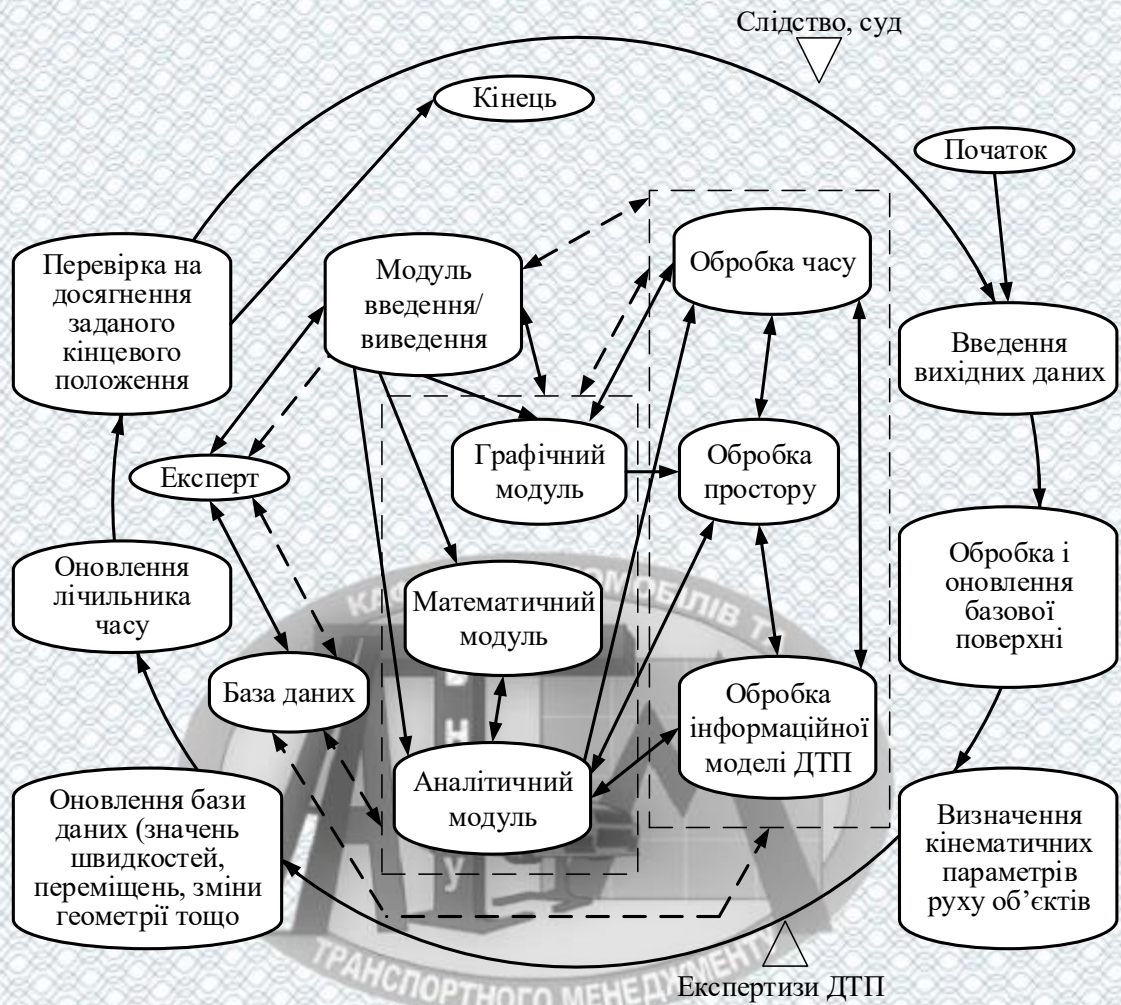 Слідство, суд
Кінець
Початок
Перевірка на
досягнення
заданого
кінцевого
положення
Модуль
введення/
виведення
Обробка часу
Введення
вихідних даних
Графічний
модуль
Обробка
простору
Експерт
Оновлення
лічильника
часу
Математичний
модуль
Обробка і
оновлення
базової
поверхні
База даних
Обробка
інформаційної
моделі ДТП
Аналітичний
модуль
Оновлення бази
даних (значень
швидкостей,
переміщень, зміни
геометрії тощо
Визначення
кінематичних
параметрів
руху об’єктів
ТРАНСПОРТНОГО МЕНЕДЖМЕНТУ
Експертизи ДТП